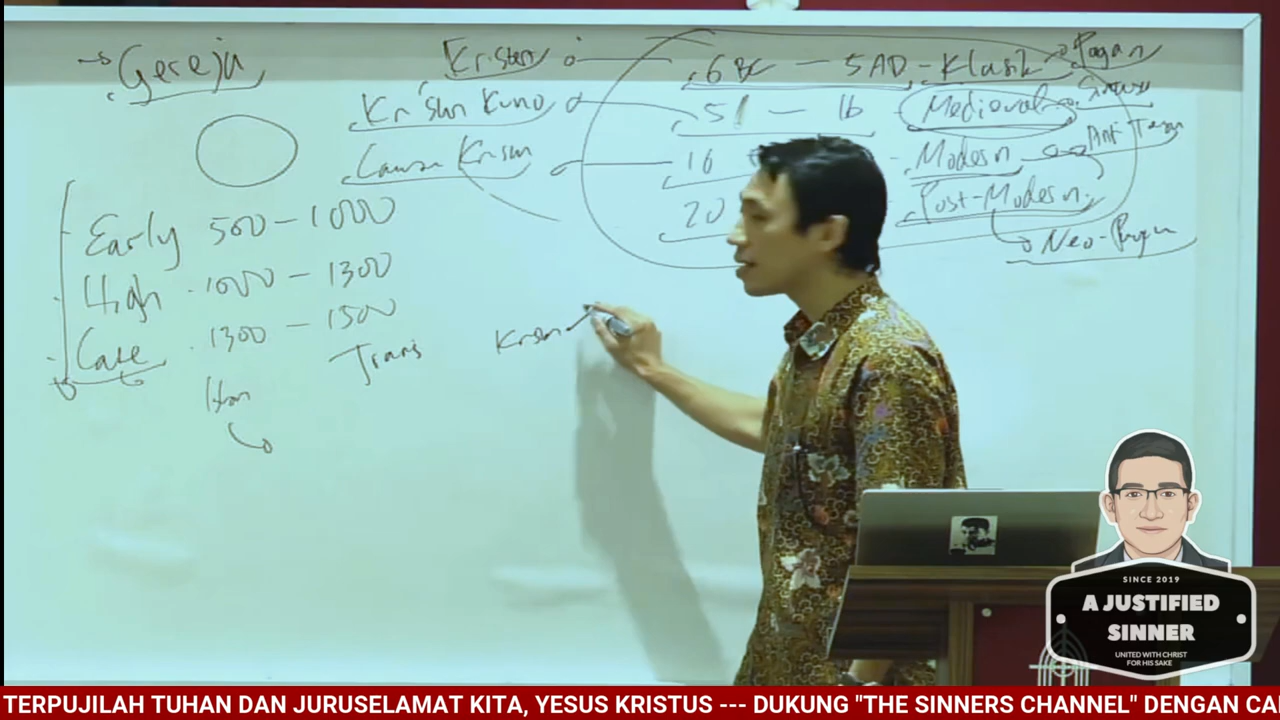 Gereja
Kristen
6 BC - 5 AD - Klasik
Pagan
Kristen Kuno
5 - 16
Medieval
Kristen
16
Modern
Anti
20
Post-Modern
Neo-Pagan
Early 500 - 1000
High 1000 - 1300
Late 1300 - 1500
Trans
SINCE 2019
A JUSTIFIED
SINNER
UNITED WITH CHRIST
FOR HIS SAKE
TERPUJILAH TUHAN DAN JURUSELAMAT KITA, YESUS KRISTUS --- DUKUNG "THE SINNERS CHANNEL" DENGAN CA